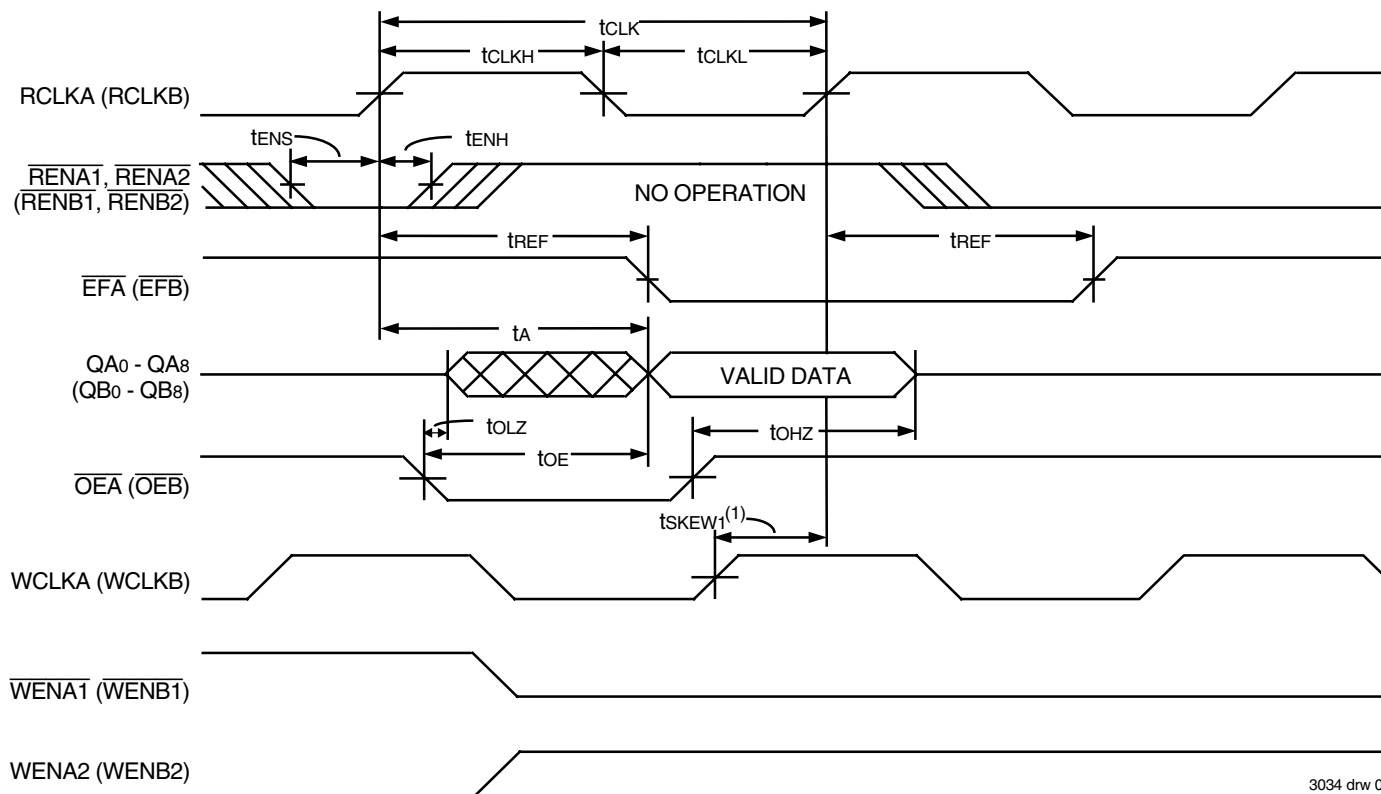 tCLK
tCLKH
tCLKL
RCLKA (RCLKB)
tENS
tENH
RENA1, RENA2
(RENB1, RENB2)
NO OPERATION
tREF
tREF
EFA (EFB)
tA
QA0 - QA8
(QB0 - QB8)
VALID DATA
tOLZ
tOHZ
tOE
OEA (OEB)
tSKEW1(1)
WCLKA (WCLKB)
WENA1 (WENB1)
WENA2 (WENB2)
3034 drw 0